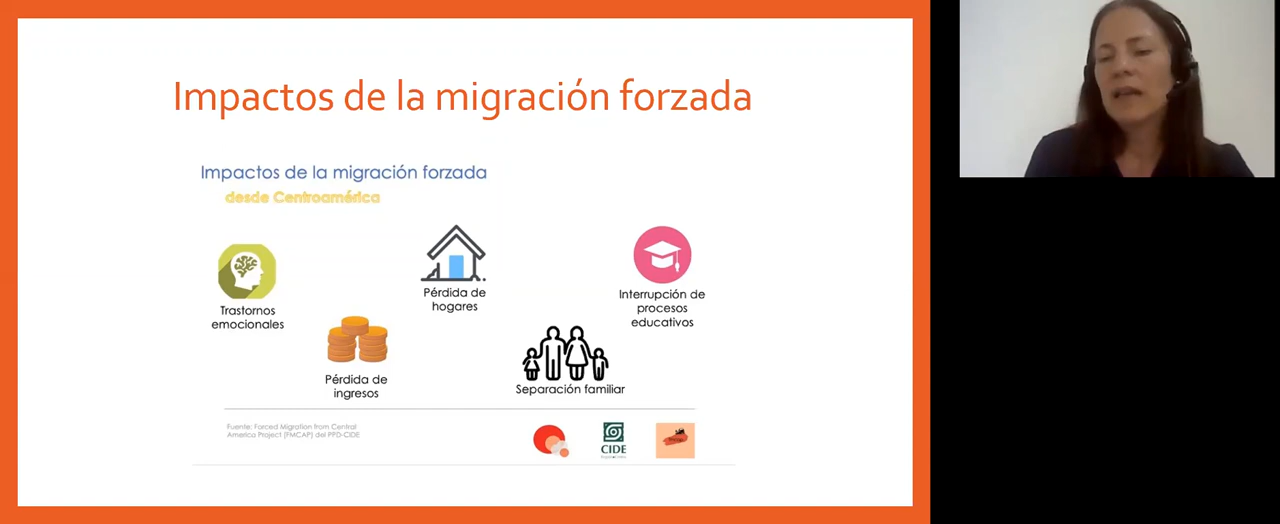 Impactos de la migración forzada
Impactos de la migración forzada
desde Centroamérica
Trastornos
emocionales
Pérdida de
ingresos
Pérdida de
hogares
Separación familiar
Interrupción de
procesos
educativos
Fuente: Forced Migration from Central
America Project (FMCAP) del PPD-CIDE
CIDE